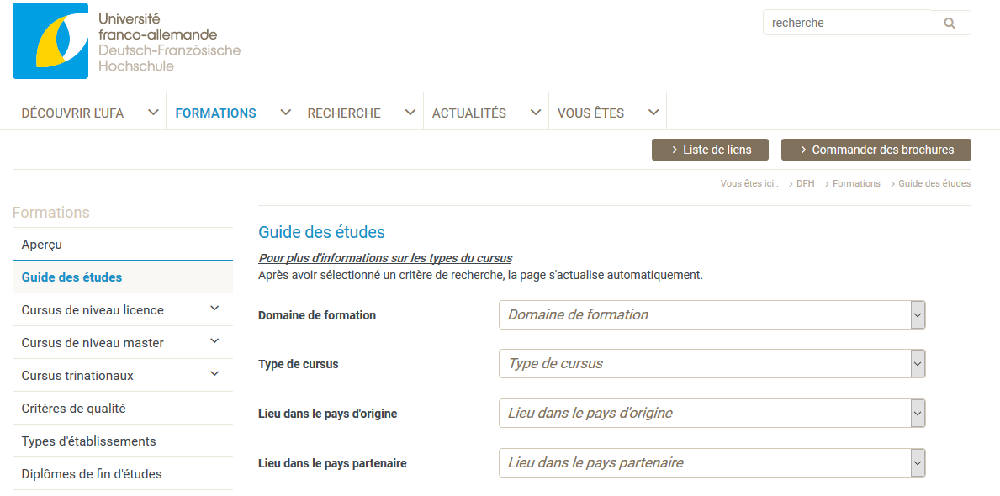 Université
franco-allemande
Deutsch-Französische
Hochschule
recherche
DÉCOUVRIR L'UFA
FORMATIONS
RECHERCHE
ACTUALITÉS
VOUS ÊTES
> Liste de liens
> Commander des brochures
Vous êtes ici : > DFH > Formations > Guide des études
Formations
Aperçu
Guide des études
Cursus de niveau licence
Cursus de niveau master
Cursus trinationaux
Critères de qualité
Types d'établissements
Diplômes de fin d'études
Guide des études
Pour plus d'informations sur les types du cursus
Après avoir sélectionné un critère de recherche, la page s'actualise automatiquement.
Domaine de formation Domaine de formation
Type de cursus Type de cursus
Lieu dans le pays d'origine Lieu dans le pays d'origine
Lieu dans le pays partenaire Lieu dans le pays partenaire